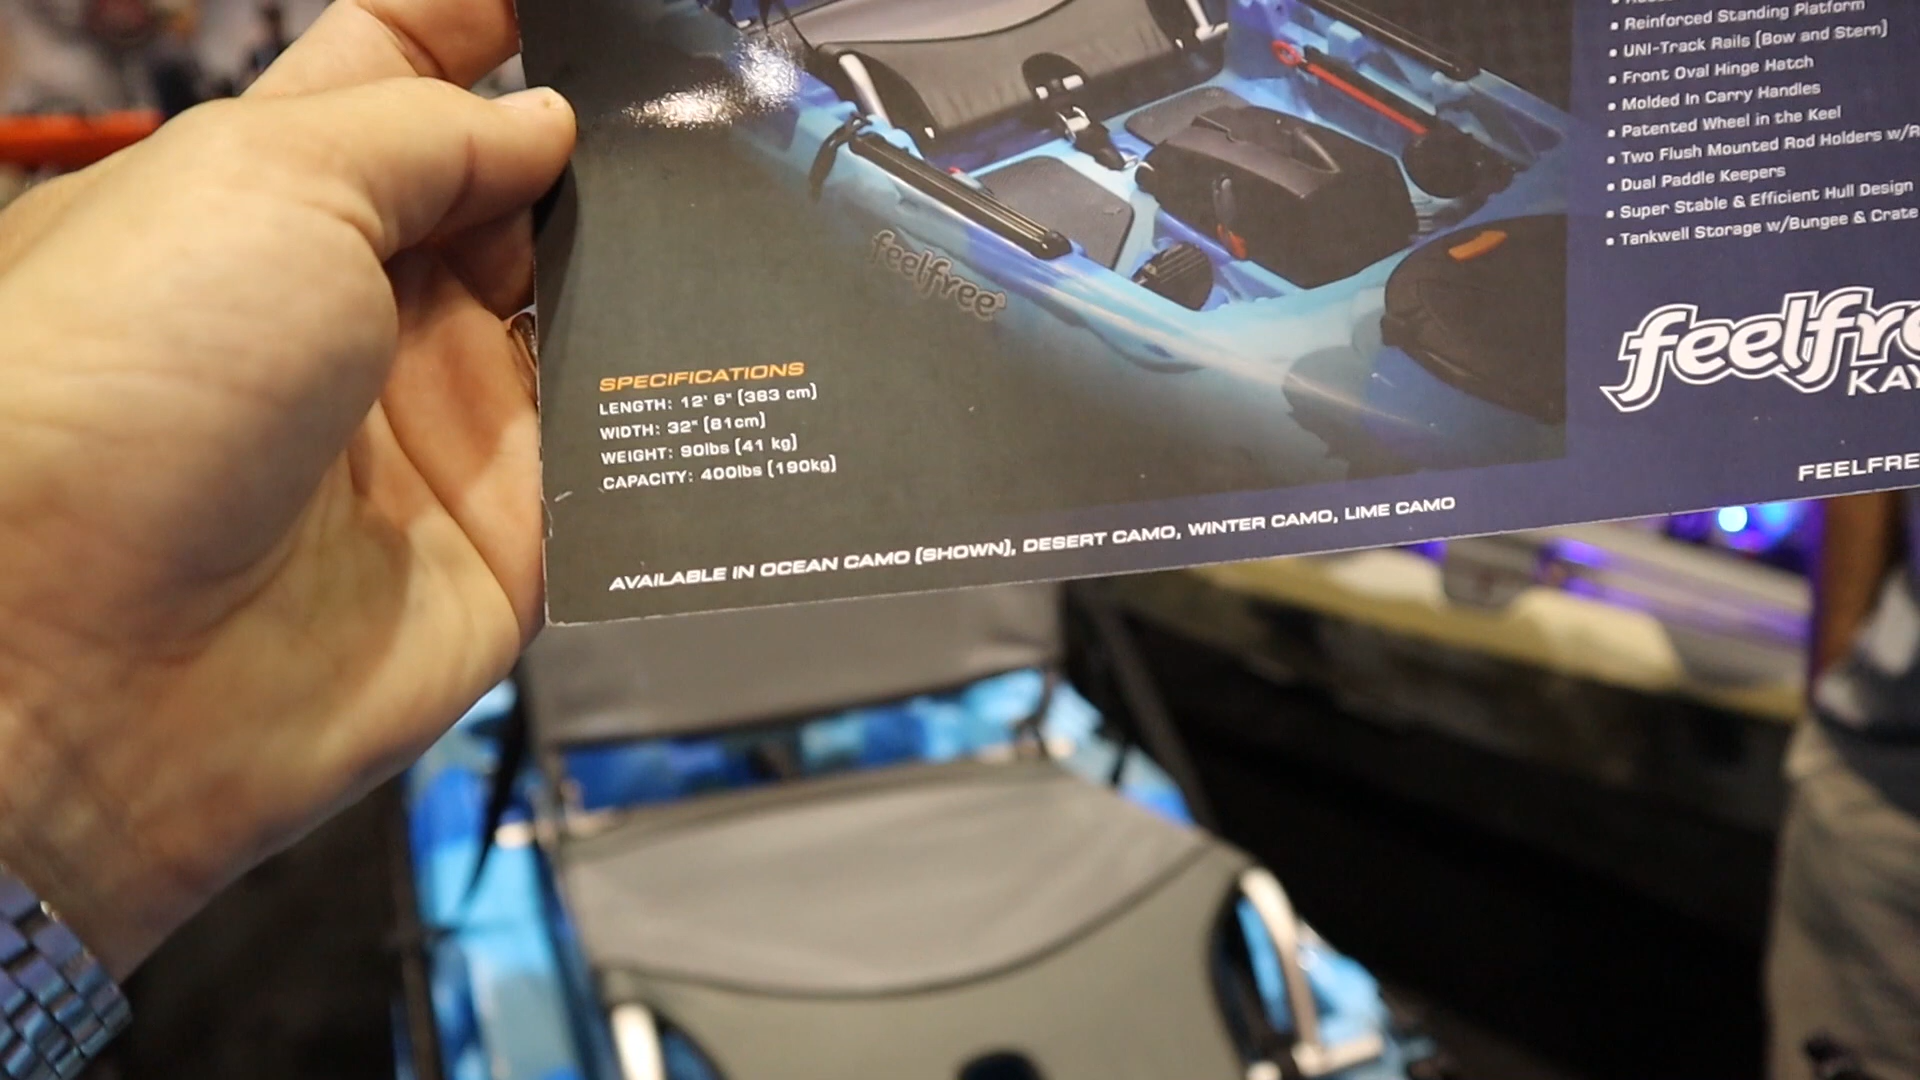 • Reinforced Standing Platform
• UNI-Track Rails (Bow and Stern)
• Front Oval Hinge Hatch
• Molded In Carry Handles
• Patented Wheel in the Keel
• Two Flush Mounted Rod Holders
• Dual Paddle Keepers
• Super Stable & Efficient Hull Design
• Tankwell Storage w/Bungee & Crate
feelfree
SPECIFICATIONS
LENGTH: 12' 6" (383 cm)
WIDTH: 32" (81cm)
WEIGHT: 90lbs (41 kg)
CAPACITY: 400lbs (190kg)
AVAILABLE IN OCEAN CAMO (SHOWN), DESERT CAMO, WINTER CAMO, LIME CAMO